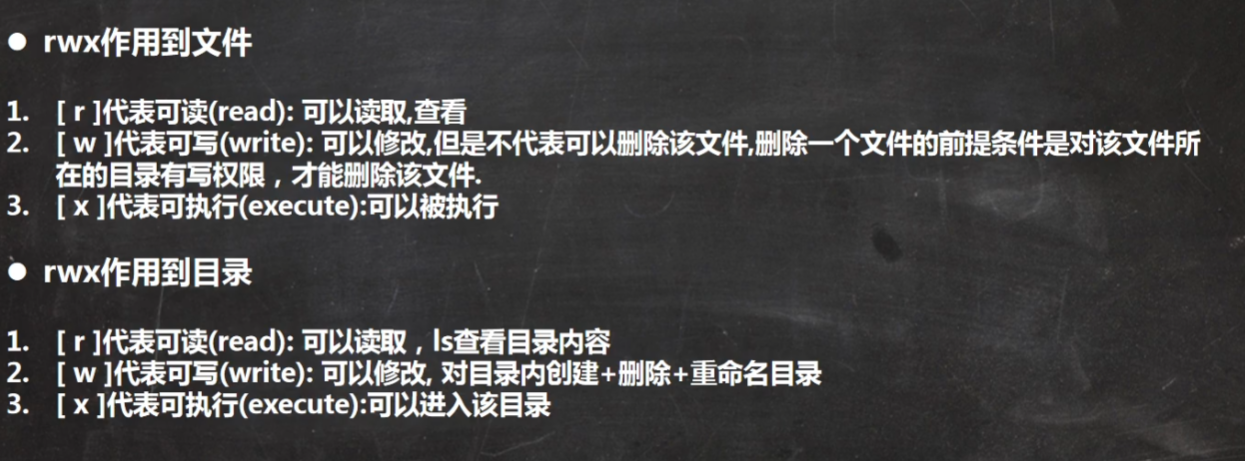 ● rwx作用到文件
1. [ r ]代表可读(read): 可以读取,查看
2. [ w ]代表可写(write): 可以修改,但是不代表可以删除该文件,删除一个文件的前提条件是对该文件所
在的目录有写权限，才能删除该文件.
3. [ x ]代表可执行(execute):可以被执行
● rwx作用到目录
1. [ r ]代表可读(read): 可以读取，ls查看目录内容
2. [ w ]代表可写(write): 可以修改, 对目录内创建+删除+重命名目录
3. [ x ]代表可执行(execute):可以进入该目录